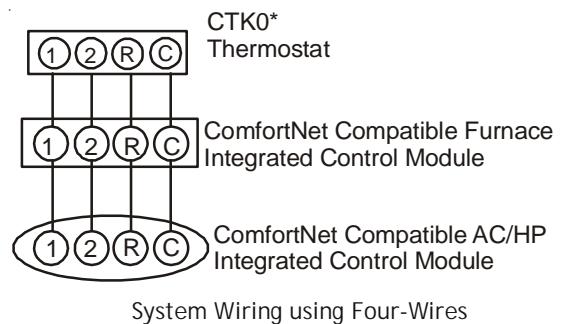 CTK0*
Thermostat
1 2 R C
ComfortNet Compatible Furnace
Integrated Control Module
1 2 R C
ComfortNet Compatible AC/HP
Integrated Control Module
1 2 R C
System Wiring using Four-Wires